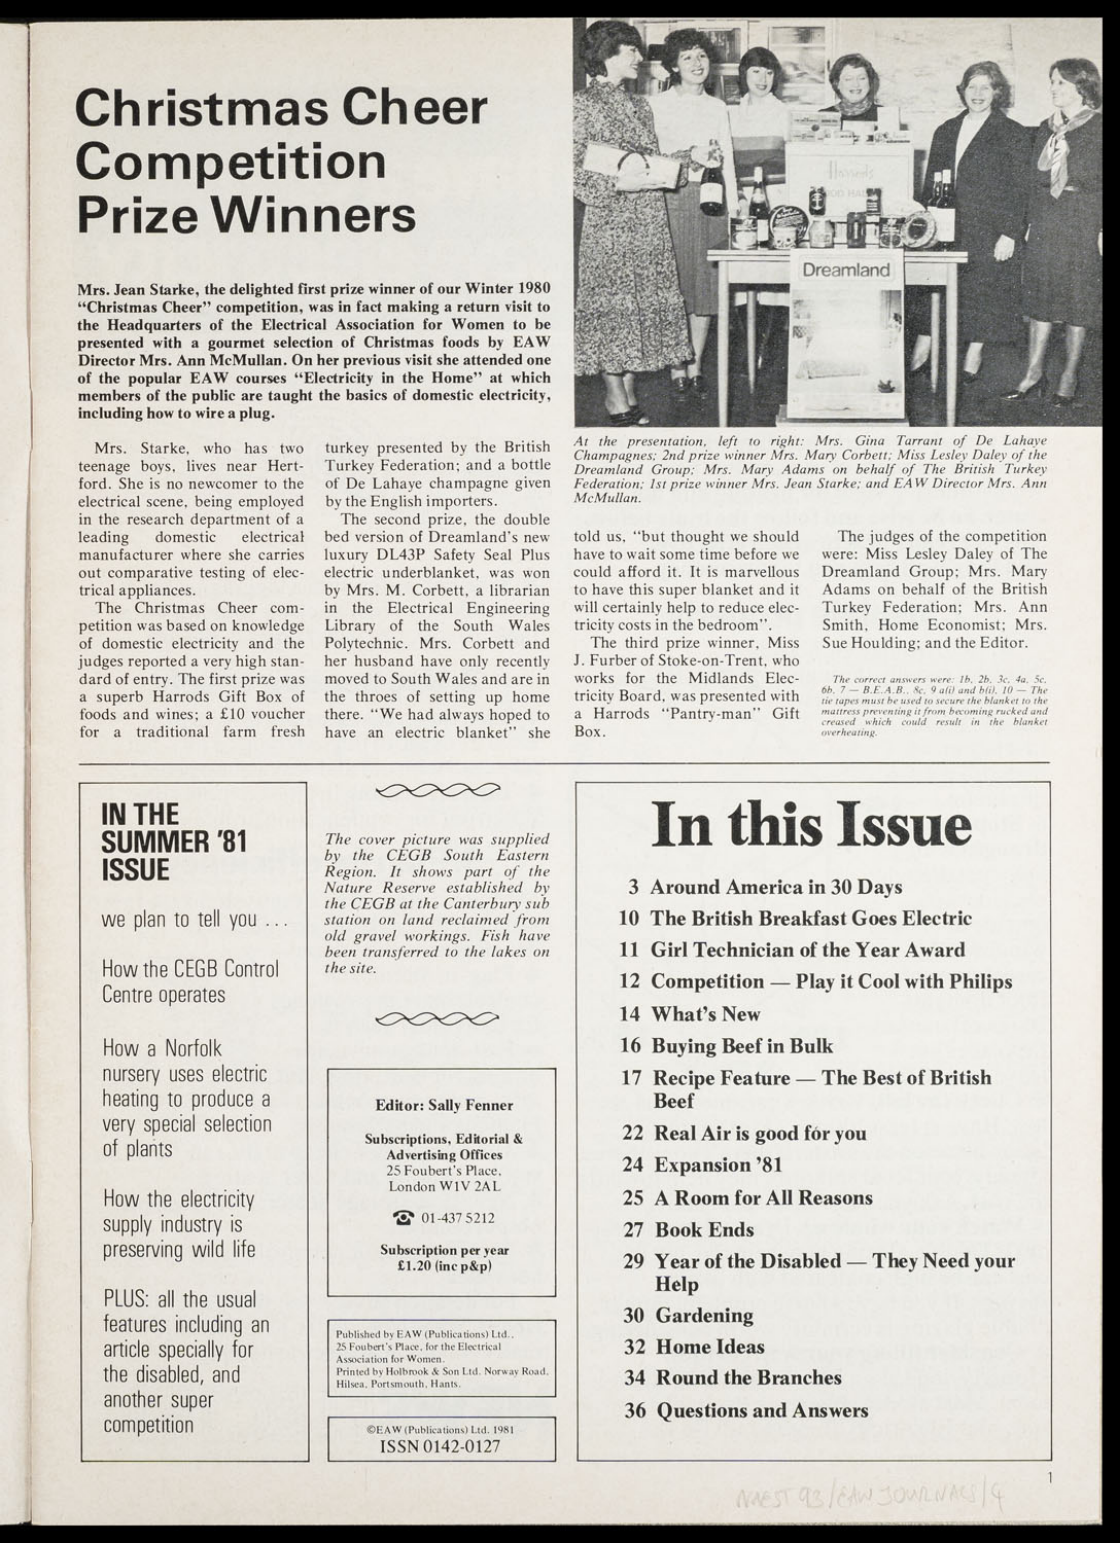 Christmas Cheer
Competition
Prize Winners
Mrs. Jean Starke, the delighted first prize winner of our Winter 1980
“Christmas Cheer” competition, was in fact making a return visit to
the Headquarters of the Electrical Association for Women to be
presented with a gourmet selection of Christmas foods by EAW
Director Mrs. Ann McMullan. On her previous visit she attended one
of the popular EAW courses “Electricity in the Home” at which
members of the public are taught the basics of domestic electricity,
including how to wire a plug.
Mrs. Starke, who has two
teenage boys, lives near Hert-
ford. She is no newcomer to the
electrical scene, being employed
in the research department of a
leading domestic electrical
manufacturer where she carries
out comparative testing of elec-
trical appliances.
The Christmas Cheer com-
petition was based on knowledge
of domestic electricity and the
judges reported a very high stan-
dard of entry. The first prize was
a superb Harrods Gift Box of
foods and wines; a £10 voucher
for a traditional farm fresh
turkey presented by the British
Turkey Federation; and a bottle
of De Lahaye champagne given
by the English importers.
The second prize, the double
bed version of Dreamland's new
luxury DL43P Safety Seal Plus
electric underblanket, was won
by Mrs. M. Corbett, a librarian
in the Electrical Engineering
Library of the South Wales
Polytechnic. Mrs. Corbett and
her husband have only recently
moved to South Wales and are in
the throes of setting up home
there. “We had always hoped to
have an electric blanket” she
Harrods
FOOD HALLS
Dreamland
At the presentation, left to right: Mrs. Gina Tarrant of De Lahaye
Champagnes; 2nd prize winner Mrs. Mary Corbett; Miss Lesley Daley of the
Dreamland Group; Mrs. Mary Adams on behalf of The British Turkey
Federation; 1st prize winner Mrs. Jean Starke; and EAW Director Mrs. Ann
McMullan.
told us, “but thought we should
have to wait some time before we
could afford it. It is marvellous
to have this super blanket and it
will certainly help to reduce elec-
tricity costs in the bedroom”.
The third prize winner, Miss
J. Furber of Stoke-on-Trent, who
works for the Midlands Elec-
tricity Board, was presented with
a Harrods “Pantry-man” Gift
Box.
The judges of the competition
were: Miss Lesley Daley of The
Dreamland Group; Mrs. Mary
Adams on behalf of the British
Turkey Federation; Mrs. Ann
Smith, Home Economist; Mrs.
Sue Houlding; and the Editor.
The correct answers were: 1b, 2b, 3c, 4a, 5c,
6b, 7 — B.E.A.B., 8c, 9 a(i) and b(i), 10 — The
tie tapes must be used to secure the blanket to the
mattress preventing it from becoming rucked and
creased which could result in the blanket
overheating.
IN THE
SUMMER '81
ISSUE
we plan to tell you ...
How the CEGB Control
Centre operates
How a Norfolk
nursery uses electric
heating to produce a
very special selection
of plants
How the electricity
supply industry is
preserving wild life
PLUS: all the usual
features including an
article specially for
the disabled, and
another super
competition
The cover picture was supplied
by the CEGB South Eastern
Region. It shows part of the
Nature Reserve established by
the CEGB at the Canterbury sub
station on land reclaimed from
old gravel workings. Fish have
been transferred to the lakes on
the site.
Editor: Sally Fenner
Subscriptions, Editorial &
Advertising Offices
25 Foubert's Place,
London W1V 2AL
☎ 01-437 5212
Subscription per year
£1.20 (inc p&p)
Published by EAW (Publications) Ltd.,
25 Foubert's Place, for the Electrical
Association for Women.
Printed by Holbrook & Son Ltd. Norway Road,
Hilsea, Portsmouth, Hants.
©EAW (Publications) Ltd. 1981
ISSN 0142-0127
In this Issue
3 Around America in 30 Days
10 The British Breakfast Goes Electric
11 Girl Technician of the Year Award
12 Competition — Play it Cool with Philips
14 What's New
16 Buying Beef in Bulk
17 Recipe Feature — The Best of British
Beef
22 Real Air is good for you
24 Expansion '81
25 A Room for All Reasons
27 Book Ends
29 Year of the Disabled — They Need your
Help
30 Gardening
32 Home Ideas
34 Round the Branches
36 Questions and Answers
1
NAEST 93/EAW JOURNALS/9